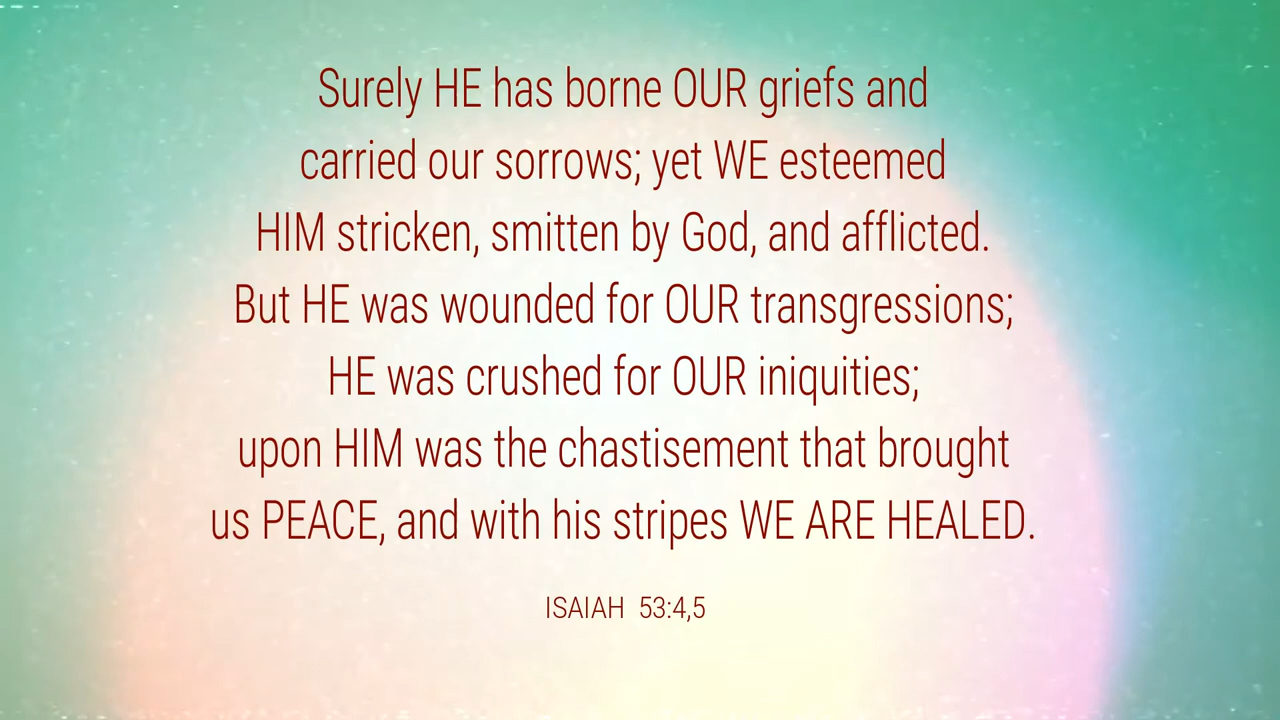 Surely HE has borne OUR griefs and
carried our sorrows; yet WE esteemed
HIM stricken, smitten by God, and afflicted.
But HE was wounded for OUR transgressions;
HE was crushed for OUR iniquities;
upon HIM was the chastisement that brought
us PEACE, and with his stripes WE ARE HEALED.
ISAIAH 53:4,5